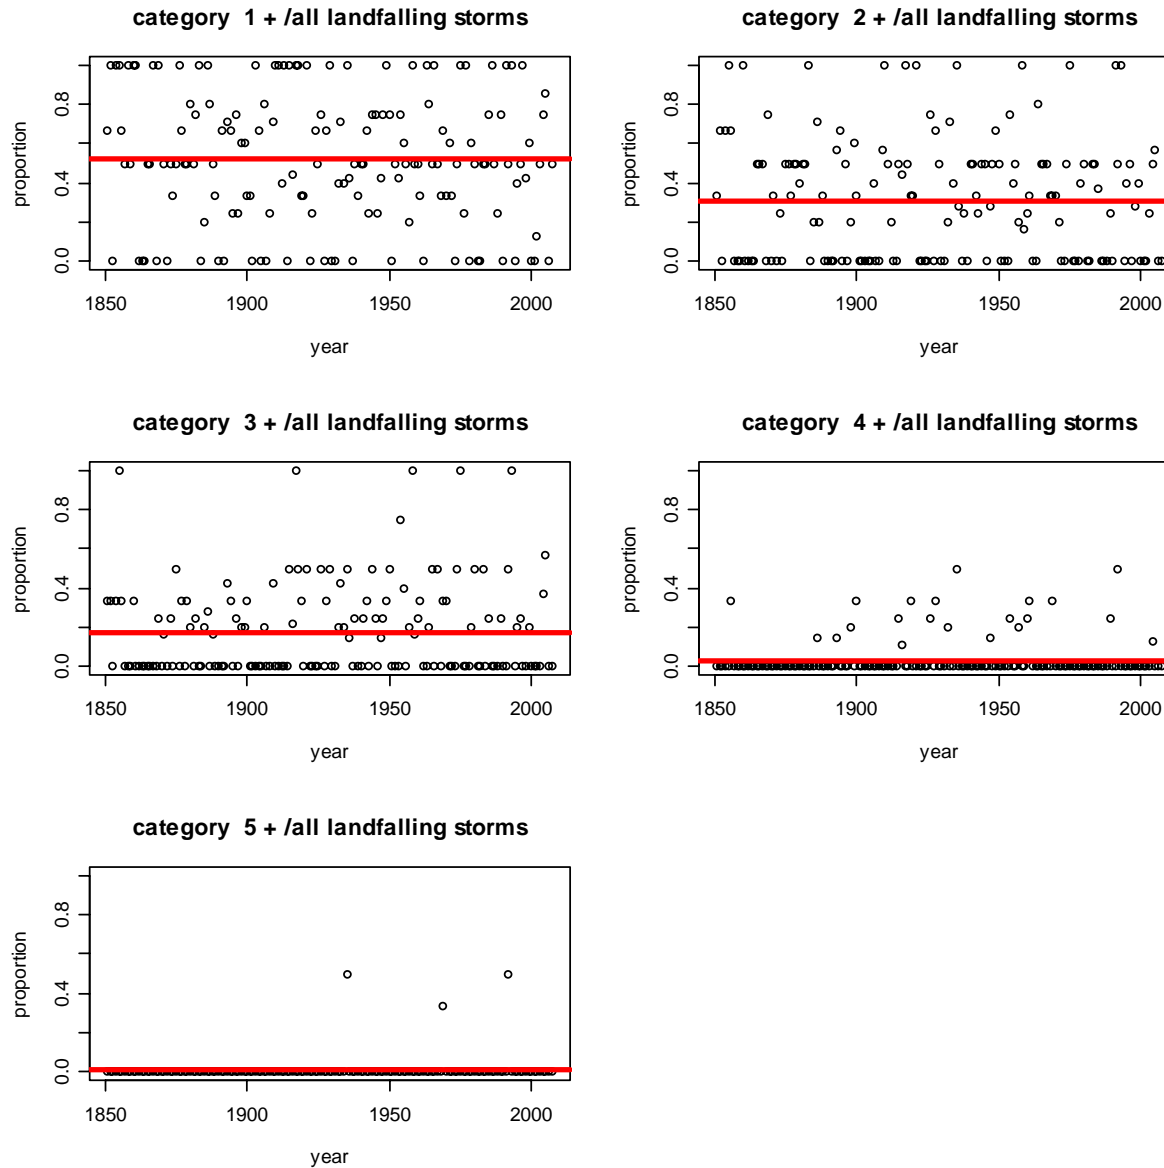 category 1 + /all landfalling storms
proportion
0.0 0.4 0.8
1850 1900 1950 2000
year
category 2 + /all landfalling storms
proportion
0.0 0.4 0.8
1850 1900 1950 2000
year
category 3 + /all landfalling storms
proportion
0.0 0.4 0.8
1850 1900 1950 2000
year
category 4 + /all landfalling storms
proportion
0.0 0.4 0.8
1850 1900 1950 2000
year
category 5 + /all landfalling storms
proportion
0.0 0.4 0.8
1850 1900 1950 2000
year